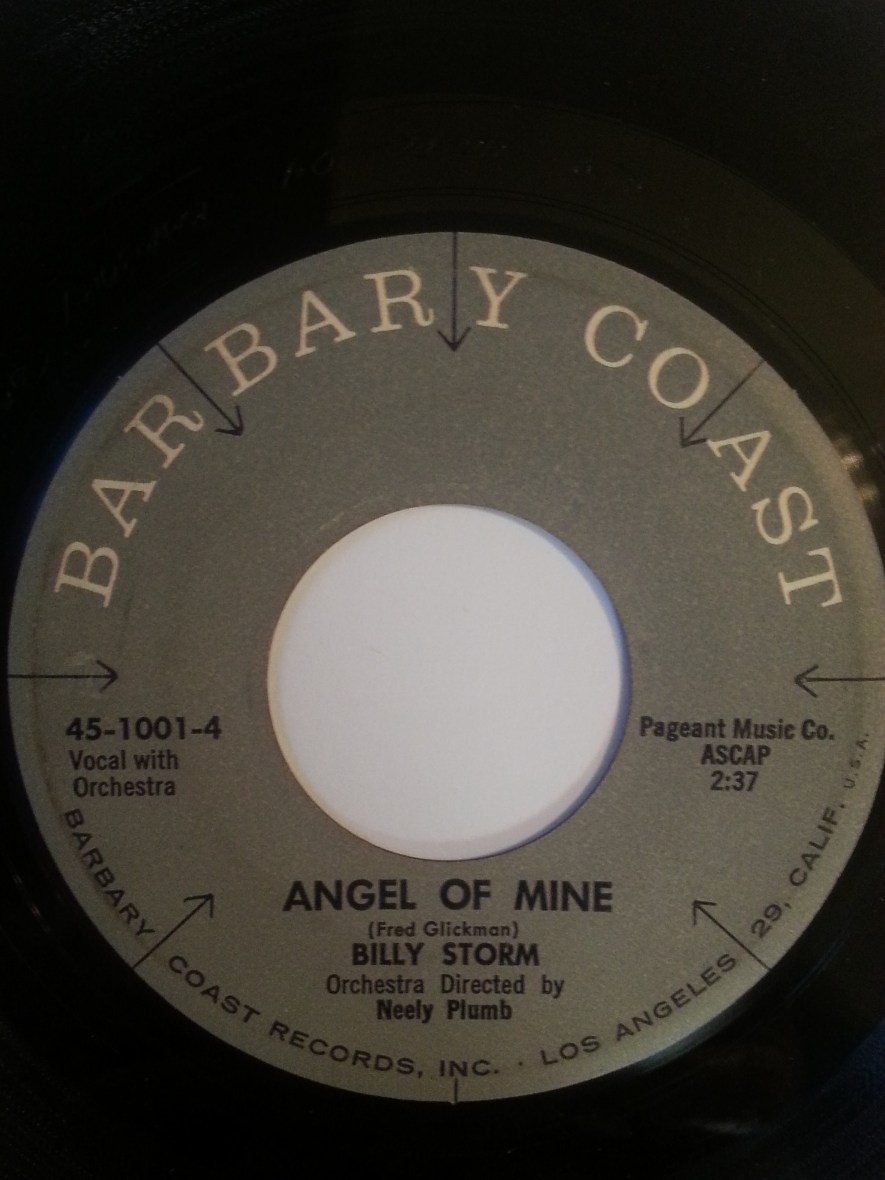 BARBARY COAST
45-1001-4
Vocal with
Orchestra
Pageant Music Co.
ASCAP
2:37
ANGEL OF MINE
(Fred Glickman)
BILLY STORM
Orchestra Directed by
Neely Plumb
BARBARY COAST RECORDS, INC. · LOS ANGELES 29, CALIF. U.S.A.